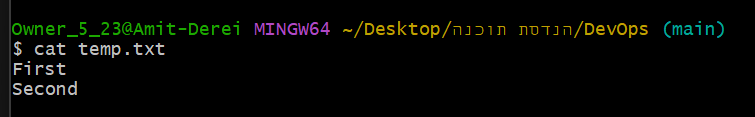 Owner_5_23@Amit-Derei MINGW64 ~/Desktop/הנדסת תוכנה/DevOps (main)
$ cat temp.txt
First
Second